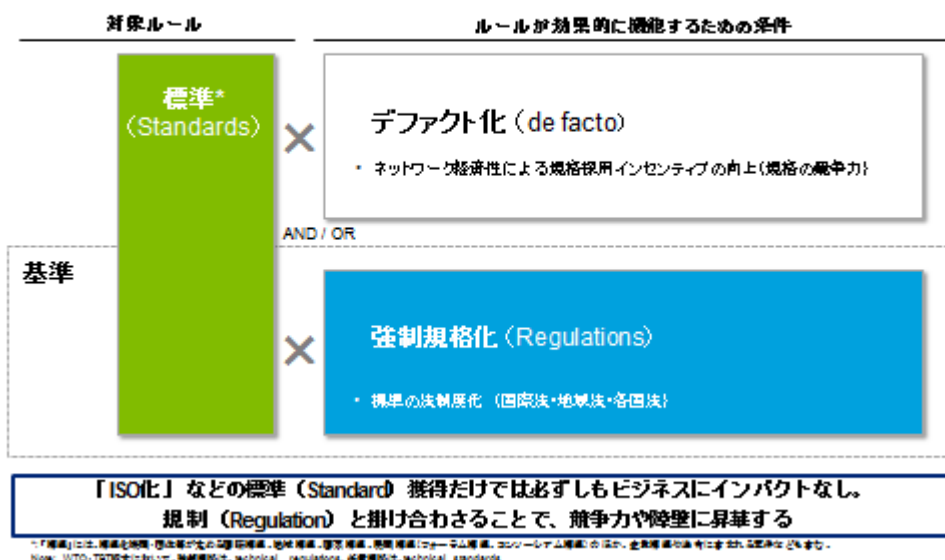 対象ルール
ルールが効果的に機能するための条件
標準*
（Standards）
×
デファクト化（de facto）
・ ネットワーク経済性による規格採用インセンティブの向上（規格の競争力）
AND / OR
基準
×
強制規格化（Regulations）
・ 標準の法制度化 （国際法・地域法・各国法）
「ISO化」などの標準（Standard）獲得だけでは必ずしもビジネスにインパクトなし。
規制（Regulation）と掛け合わさることで、競争力や障壁に昇華する